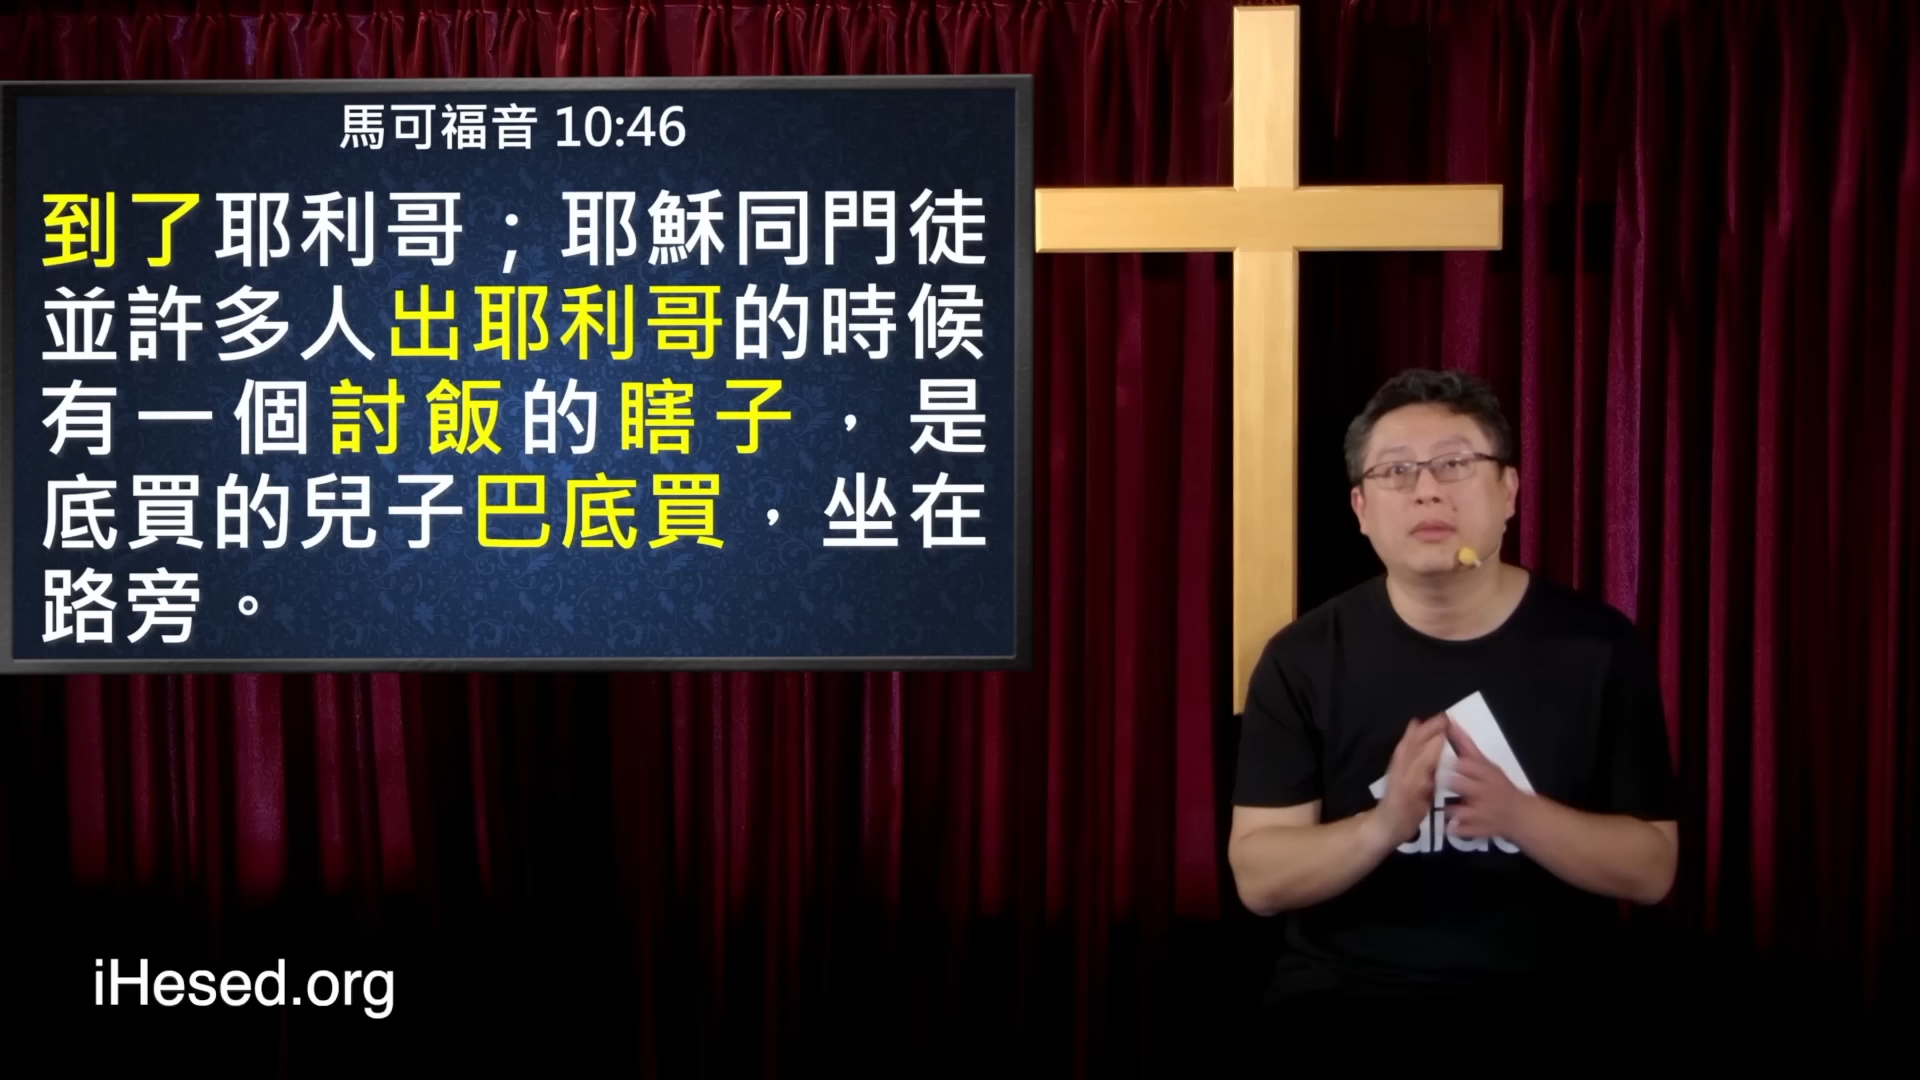 馬可福音 10:46
到了耶利哥；耶穌同門徒
並許多人出耶利哥的時候
有一個討飯的瞎子，是
底買的兒子巴底買，坐在
路旁。
iHesed.org